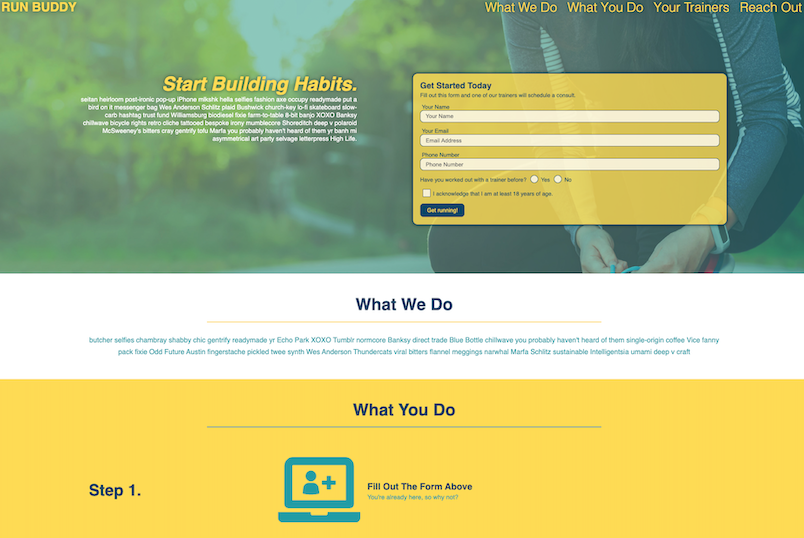 RUN BUDDY
What We Do What You Do Your Trainers Reach Out
Start Building Habits.
seitan heirloom post-ironic pop-up iPhone mikshk hella selfies fashion axe occupy readymade put a
bird on it messenger bag Wes Anderson Schlitz plaid Bushwick church-key lo-fi skateboard slow-
carb hashtag trust fund Williamsburg biodiesel fixie farm-to-table 8-bit banjo XOXO Banksy
chillwave bicycle rights retro cliche tattooed bespoke irony mumblecore Shoreditch deep v polaroid
McSweeney's bitters cray gentrify tofu Marfa you probably haven't heard of them yr banh mi
asymmetrical art party selvage letterpress High Life.
Get Started Today
Fill out this form and one of our trainers will schedule a consult.
Your Name
Your Name
Your Email
Email Address
Phone Number
Phone Number
Have you worked out with a trainer before? Yes No
I acknowledge that I am at least 18 years of age.
Get running!
What We Do
butcher selfies chambray shabby chic gentrify readymade yr Echo Park XOXO Tumblr normcore Banksy direct trade Blue Bottle chillwave you probably haven't heard of them single-origin coffee Vice fanny
pack fixie Odd Future Austin fingerstache pickled twee synth Wes Anderson Thundercats viral bitters flannel meggings narwhal Marfa Schlitz sustainable Intelligentsia umami deep v craft
What You Do
Step 1.
Fill Out The Form Above
You're already here, so why not?